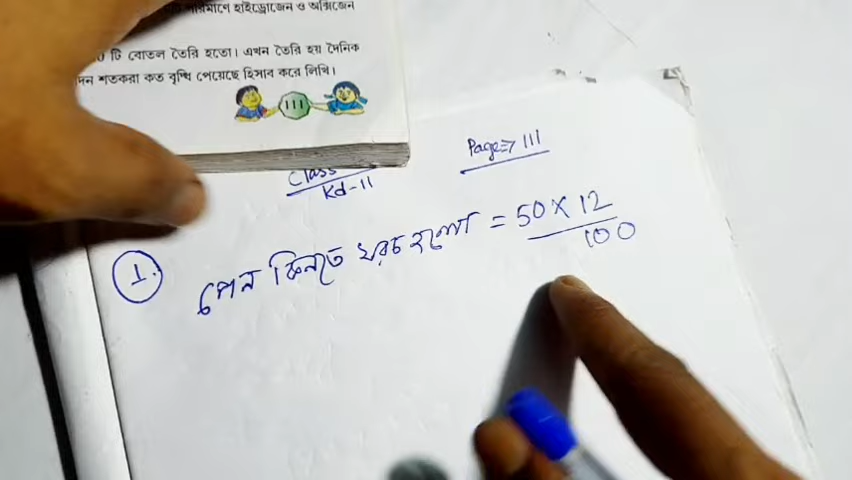 পরিমাণে হাইড্রোজেন ও অক্সিজেন
টি বোতল তৈরি হতো। এখন তৈরি হয় দৈনিক
শতকরা কত বৃদ্ধি পেয়েছে হিসাব করে লিখি।
111
Class
Kd-11
Page⇒ 111
1. পেন কিনতে খরচ হলো = 50 × 12
100